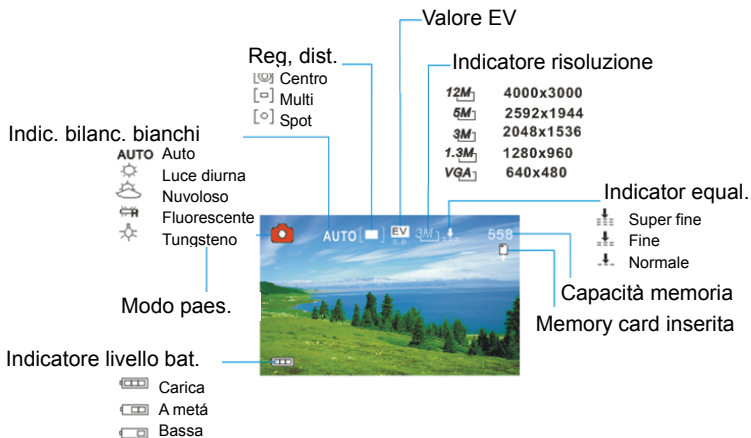 Valore EV
Reg, dist.
Centro
Multi
Spot
Indicatore risoluzione
12M 4000x3000
5M 2592x1944
3M 2048x1536
1.3M 1280x960
VGA 640x480
Indic. bilanc. bianchi
AUTO Auto
Luce diurna
Nuvoloso
Fluorescente
Tungsteno
Indicator equal.
Super fine
Fine
Normale
AUTO EV 3M 558
Modo paes.
Capacità memoria
Memory card inserita
Indicatore livello bat.
Carica
A metá
Bassa